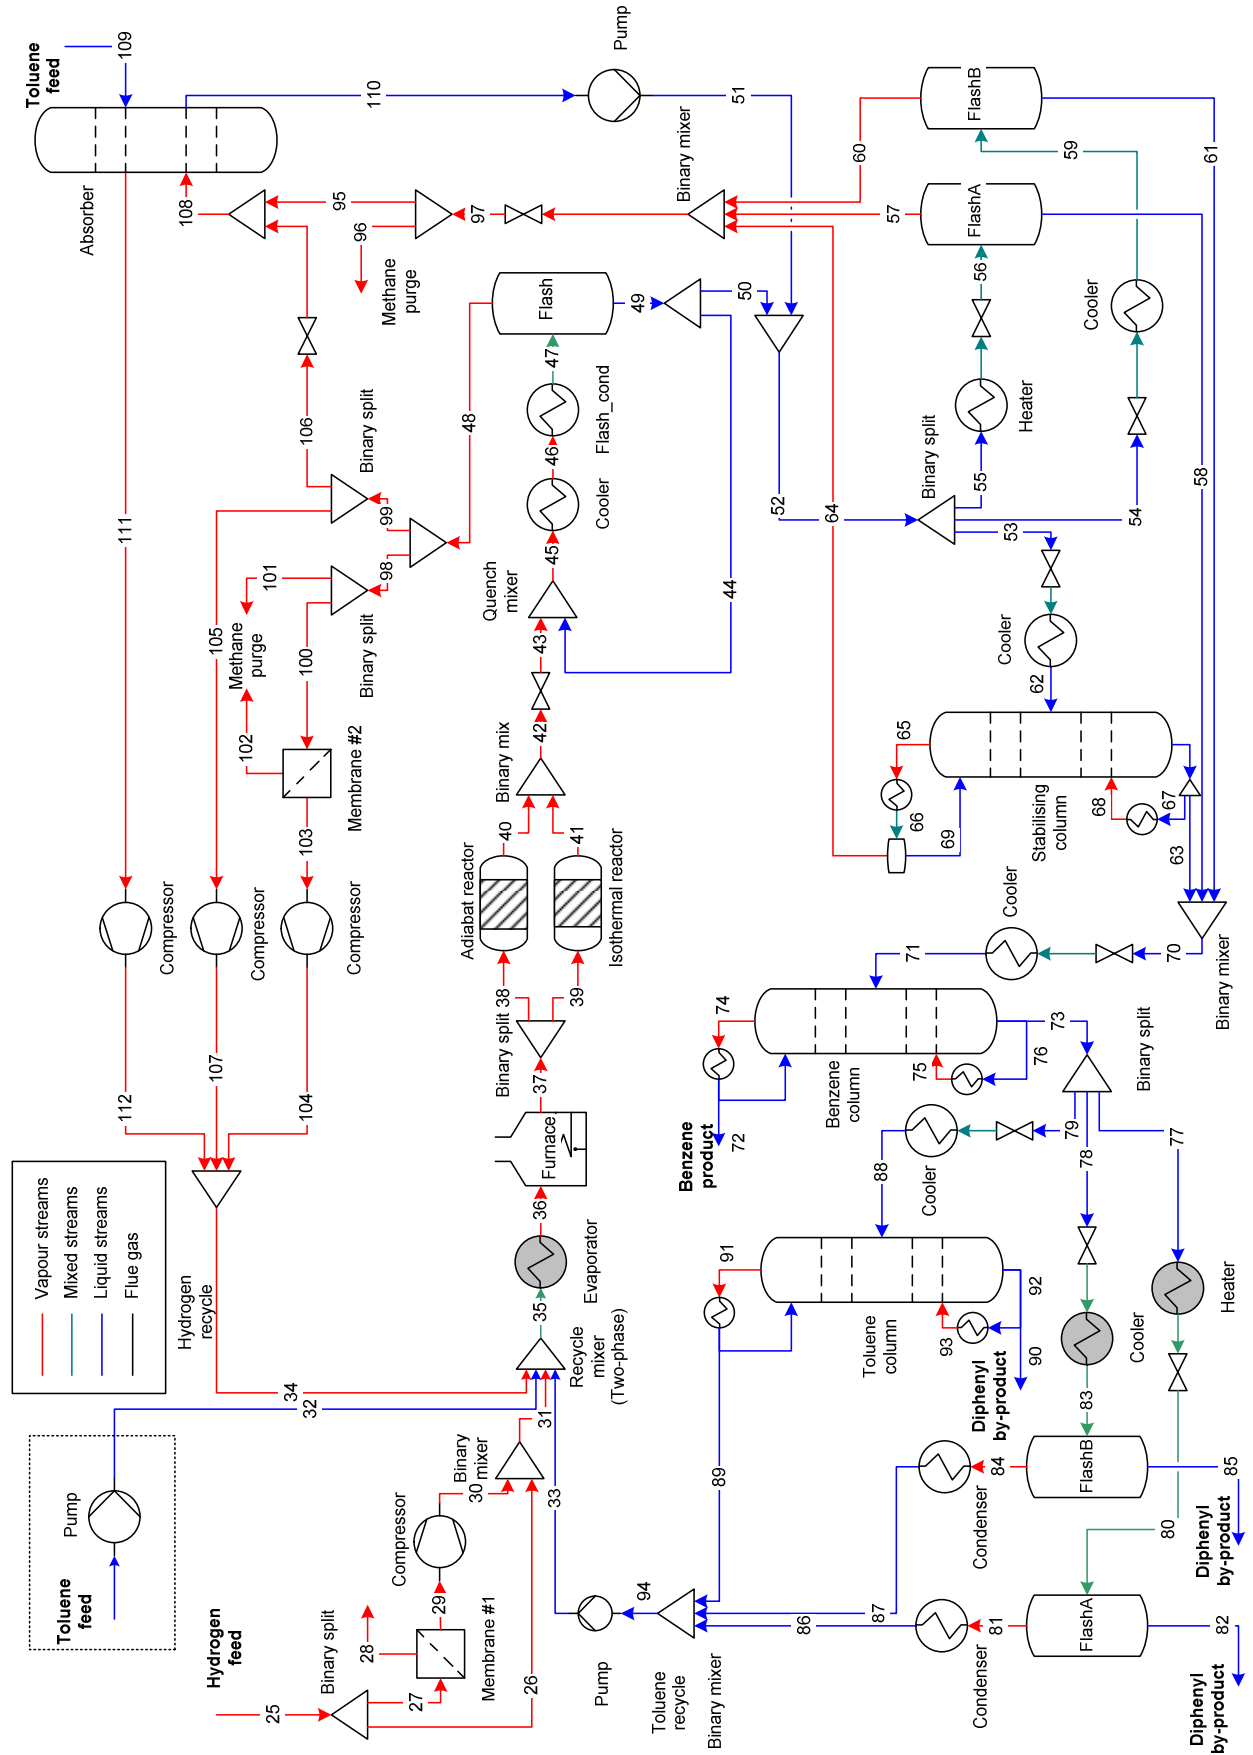 Vapour streams
Mixed streams
Liquid streams
Flue gas
Toluene
feed
Pump
32
Hydrogen
feed
25
Binary split
26
27
28
29
Membrane #1
Compressor
30
Binary
mixer
31
33
34
Hydrogen
recycle
Recycle
mixer
(Two-phase)
35
Evaporator
36
Furnace
37
Binary split
38
39
Adiabat reactor
Isothermal reactor
40
41
Binary mix
42
43
Quench
mixer
44
45
Cooler
46
Flash_cond
47
Flash
48
49
50
51
Pump
110
Toluene
feed
109
Absorber
108
111
Compressor
112
Compressor
107
Compressor
104
103
Membrane #2
102
100
101
Methane
purge
Binary split
98
99
105
Binary split
106
95
96
Methane
purge
97
Binary mixer
60
57
64
52
Binary split
53
54
55
Heater
56
FlashA
58
Cooler
59
FlashB
61
Cooler
62
Stabilising
column
65
66
69
68
67
63
Binary mixer
70
Cooler
71
Benzene
column
74
Benzene
product
72
75
76
73
Binary split
79
78
77
Cooler
88
Toluene
column
91
89
93
92
90
Diphenyl
by-product
Cooler
83
FlashB
84
Condenser
87
85
Diphenyl
by-product
Heater
80
FlashA
81
Condenser
86
82
Diphenyl
by-product
Binary mixer
Toluene
recycle
94
Pump